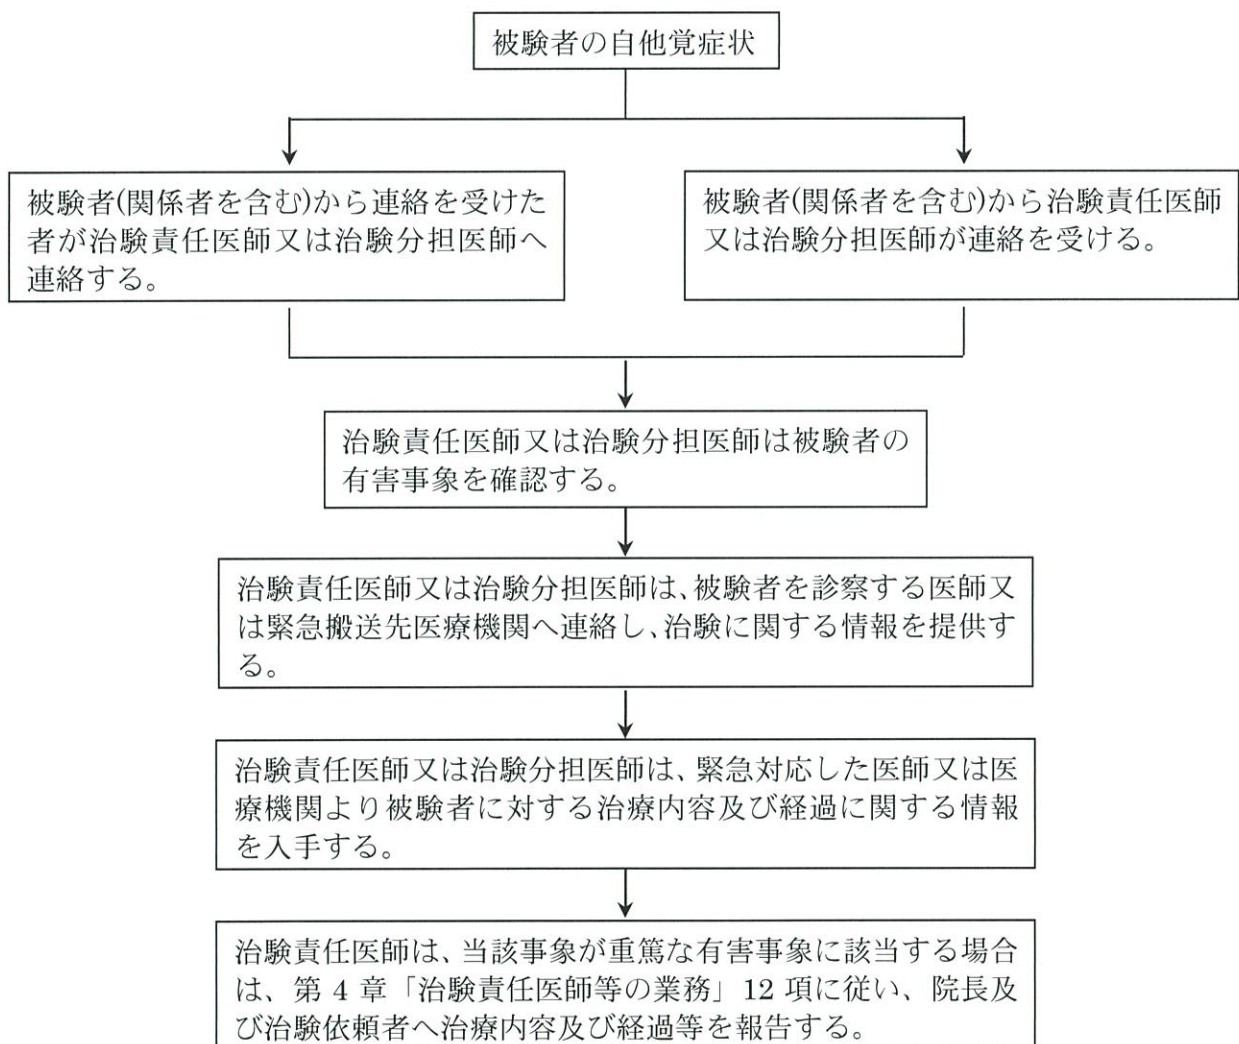 被験者の自他覚症状
被験者(関係者を含む)から連絡を受けた
者が治験責任医師又は治験分担医師へ
連絡する。
被験者(関係者を含む)から治験責任医師
又は治験分担医師が連絡を受ける。
治験責任医師又は治験分担医師は被験者の
有害事象を確認する。
治験責任医師又は治験分担医師は、被験者を診察する医師又
は緊急搬送先医療機関へ連絡し、治験に関する情報を提供す
る。
治験責任医師又は治験分担医師は、緊急対応した医師又は医
療機関より被験者に対する治療内容及び経過に関する情報
を入手する。
治験責任医師は、当該事象が重篤な有害事象に該当する場合
は、第 4 章「治験責任医師等の業務」12 項に従い、院長及
び治験依頼者へ治療内容及び経過等を報告する。